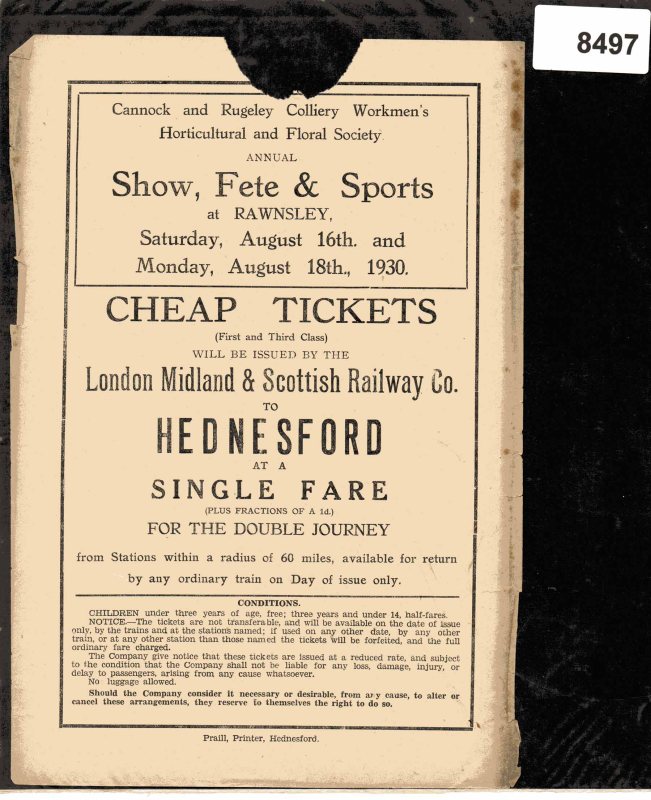 8497
Cannock and Rugeley Colliery Workmen's
Horticultural and Floral Society
ANNUAL
Show, Fete & Sports
at RAWNSLEY,
Saturday, August 16th. and
Monday, August 18th., 1930.
CHEAP TICKETS
(First and Third Class)
WILL BE ISSUED BY THE
London Midland & Scottish Railway Co.
TO
HEDNESFORD
AT A
SINGLE FARE
(PLUS FRACTIONS OF A 1d.)
FOR THE DOUBLE JOURNEY
from Stations within a radius of 60 miles, available for return
by any ordinary train on Day of issue only.
CONDITIONS.
CHILDREN under three years of age, free; three years and under 14, half-fares.
NOTICE.—The tickets are not transferable, and will be available on the date of issue
only, by the trains and at the stations named; if used on any other date, by any other
train, or at any other station than those named the tickets will be forfeited, and the full
ordinary fare charged.
The Company give notice that these tickets are issued at a reduced rate, and subject
to the condition that the Company shall not be liable for any loss, damage, injury, or
delay to passengers, arising from any cause whatsoever.
No luggage allowed.
Should the Company consider it necessary or desirable, from any cause, to alter or
cancel these arrangements, they reserve to themselves the right to do so.
Praill, Printer, Hednesford.